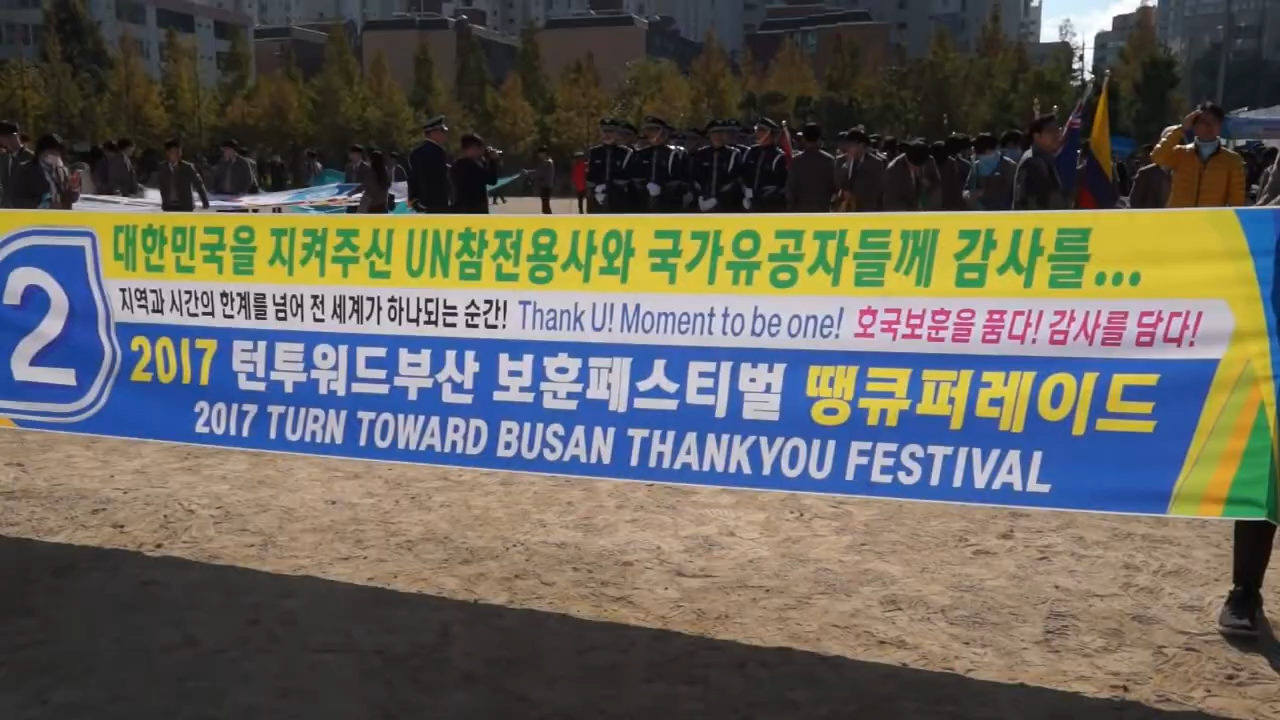 2
대한민국을 지켜주신 UN참전용사와 국가유공자들께 감사를...
지역과 시간의 한계를 넘어 전 세계가 하나되는 순간! Thank U! Moment to be one! 호국보훈을 품다! 감사를 담다!
2017 턴투워드부산 보훈페스티벌 땡큐퍼레이드
2017 TURN TOWARD BUSAN THANKYOU FESTIVAL